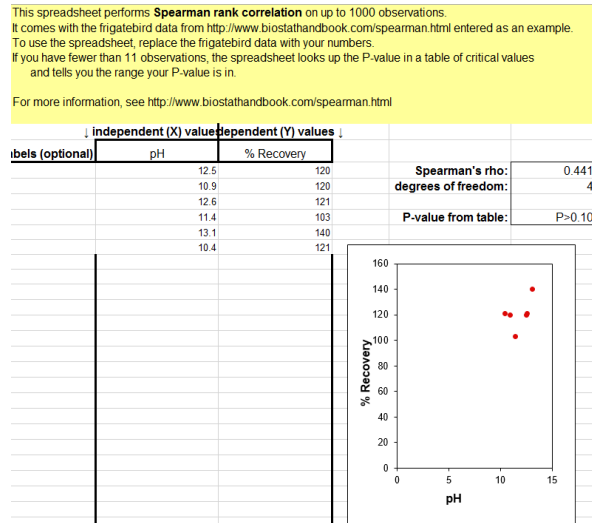 This spreadsheet performs Spearman rank correlation on up to 1000 observations.
It comes with the frigatebird data from http://www.biostathandbook.com/spearman.html entered as an example.
To use the spreadsheet, replace the frigatebird data with your numbers.
If you have fewer than 11 observations, the spreadsheet looks up the P-value in a table of critical values
and tells you the range your P-value is in.
For more information, see http://www.biostathandbook.com/spearman.html
↓ independent (X) values dependent (Y) values ↓
abels (optional) pH % Recovery
12.5 120 Spearman's rho: 0.441
10.9 120 degrees of freedom: 4
12.6 121
11.4 103 P-value from table: P>0.10
13.1 140
10.4 121
160
140
120
100
80
60
40
20
0
% Recovery
0 5 10 15
pH